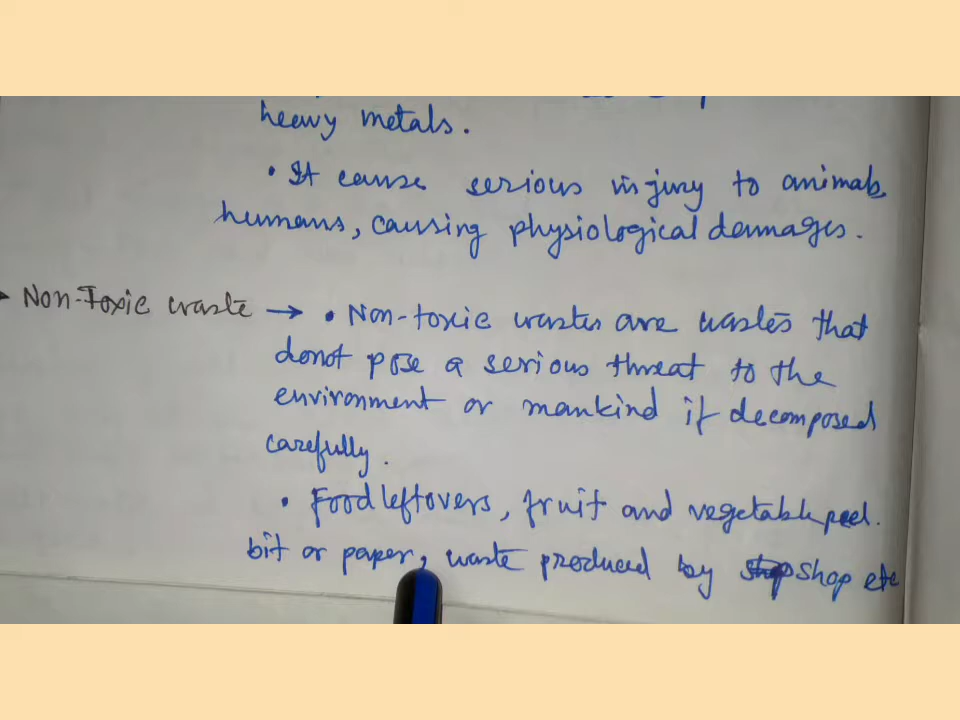 heavy metals.
• It cause serious injury to animals
humans, causing physiological damages.
Non-Toxic waste → • Non-toxic wastes are wastes that
donot pose a serious threat to the
environment or mankind if decomposed
carefully.
• Food leftovers, fruit and vegetable peel.
bit or paper, waste produced by shop etc